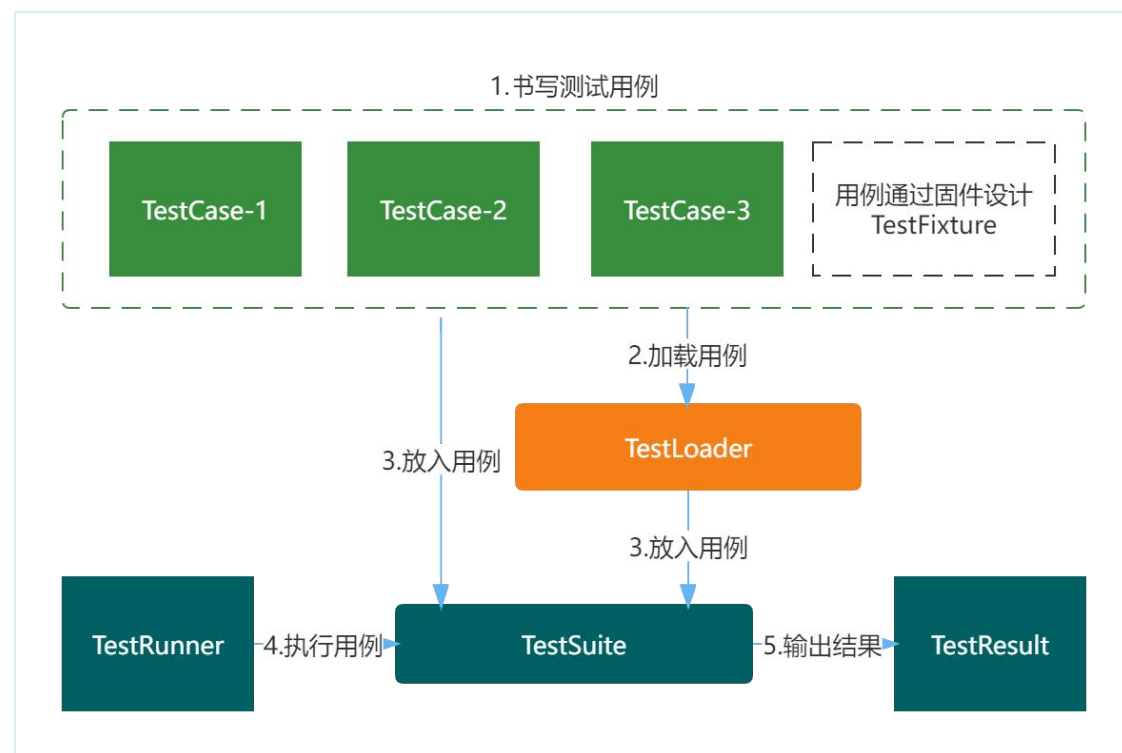 1.书写测试用例
TestCase-1
TestCase-2
TestCase-3
用例通过固件设计
TestFixture
2.加载用例
TestLoader
3.放入用例
3.放入用例
TestRunner
4.执行用例
TestSuite
5.输出结果
TestResult